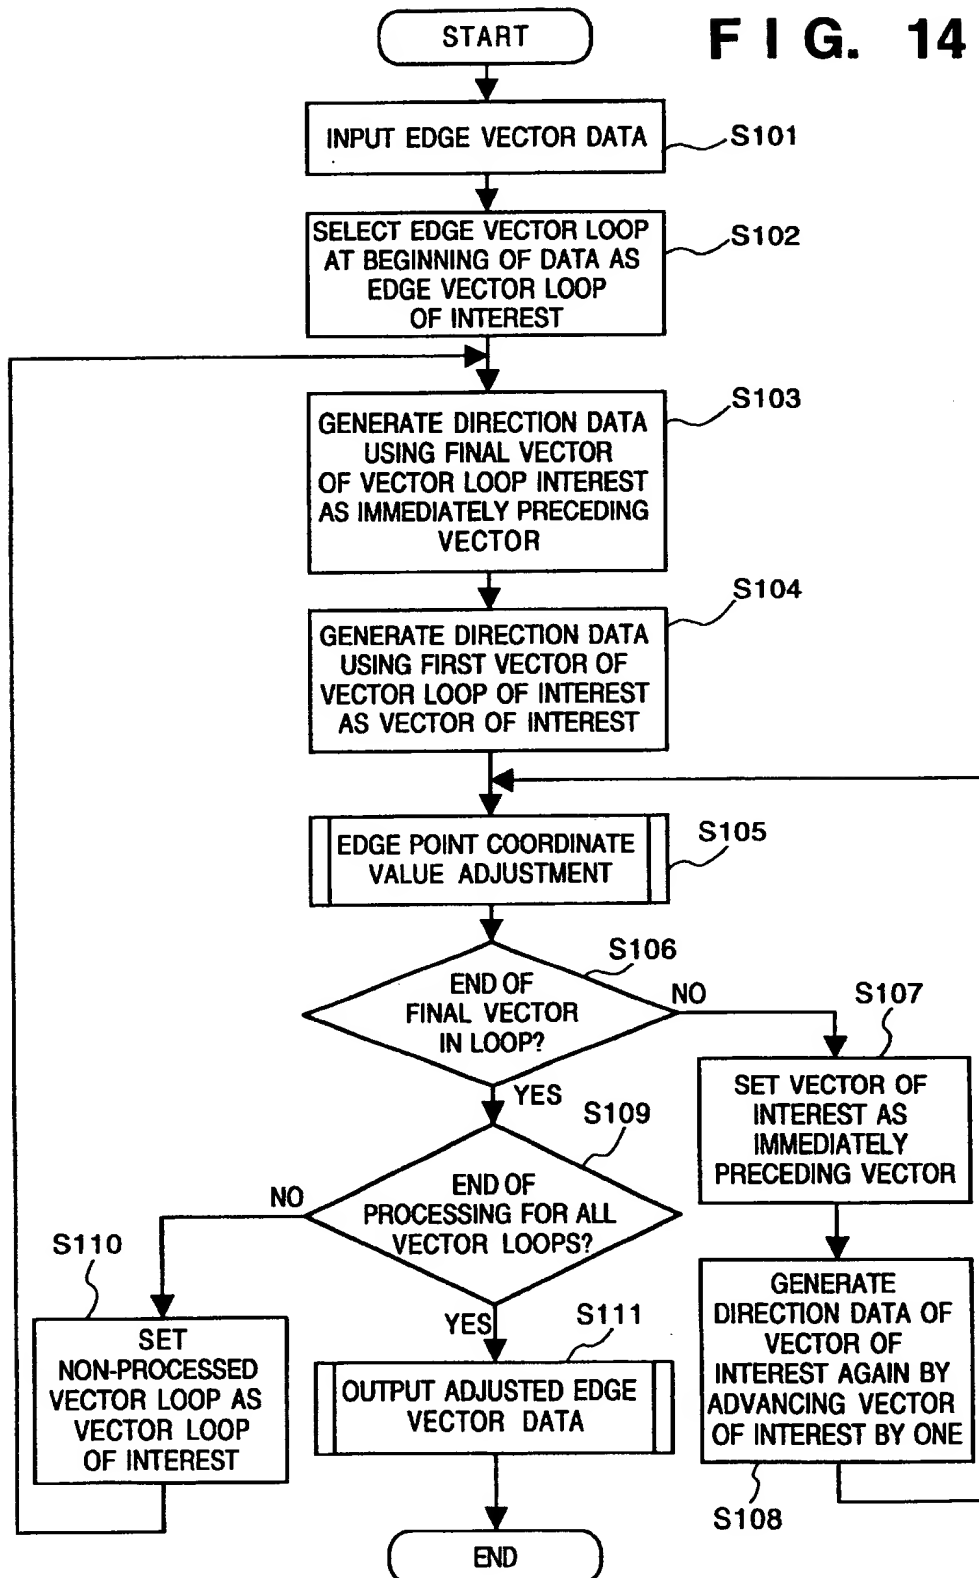 START
F I G. 14
INPUT EDGE VECTOR DATA
S101
SELECT EDGE VECTOR LOOP
AT BEGINNING OF DATA AS
EDGE VECTOR LOOP
OF INTEREST
S102
GENERATE DIRECTION DATA
USING FINAL VECTOR
OF VECTOR LOOP INTEREST
AS IMMEDIATELY PRECEDING
VECTOR
S103
GENERATE DIRECTION DATA
USING FIRST VECTOR OF
VECTOR LOOP OF INTEREST
AS VECTOR OF INTEREST
S104
EDGE POINT COORDINATE
VALUE ADJUSTMENT
S105
END OF
FINAL VECTOR
IN LOOP?
S106
NO
YES
S107
SET VECTOR OF
INTEREST AS
IMMEDIATELY
PRECEDING VECTOR
GENERATE
DIRECTION DATA OF
VECTOR OF
INTEREST AGAIN BY
ADVANCING VECTOR
OF INTEREST BY ONE
S108
END OF
PROCESSING FOR ALL
VECTOR LOOPS?
S109
NO
YES
S110
SET
NON-PROCESSED
VECTOR LOOP AS
VECTOR LOOP
OF INTEREST
S111
OUTPUT ADJUSTED EDGE
VECTOR DATA
END